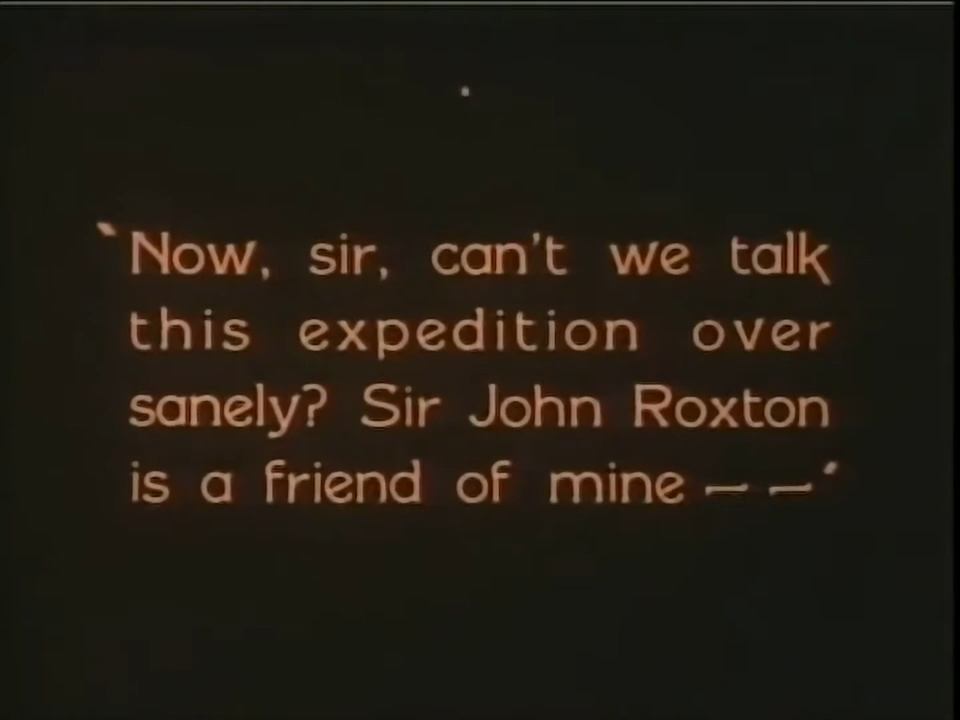 `Now, sir, can't we talk
this expedition over
sanely? Sir John Roxton
is a friend of mine — —'